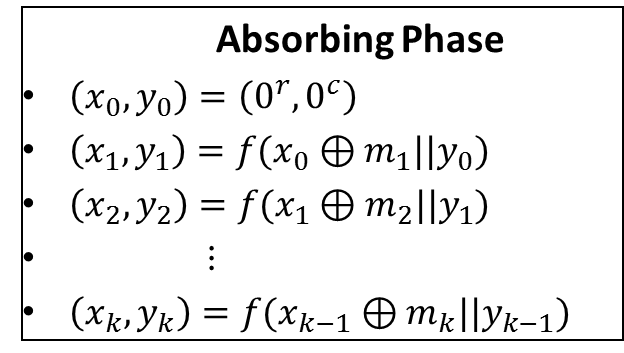 Absorbing Phase
• (x₀, y₀) = (0ʳ, 0ᶜ)
• (x₁, y₁) = f(x₀ ⊕ m₁||y₀)
• (x₂, y₂) = f(x₁ ⊕ m₂||y₁)
• ⋮
• (xₖ, yₖ) = f(xₖ₋₁ ⊕ mₖ||yₖ₋₁)